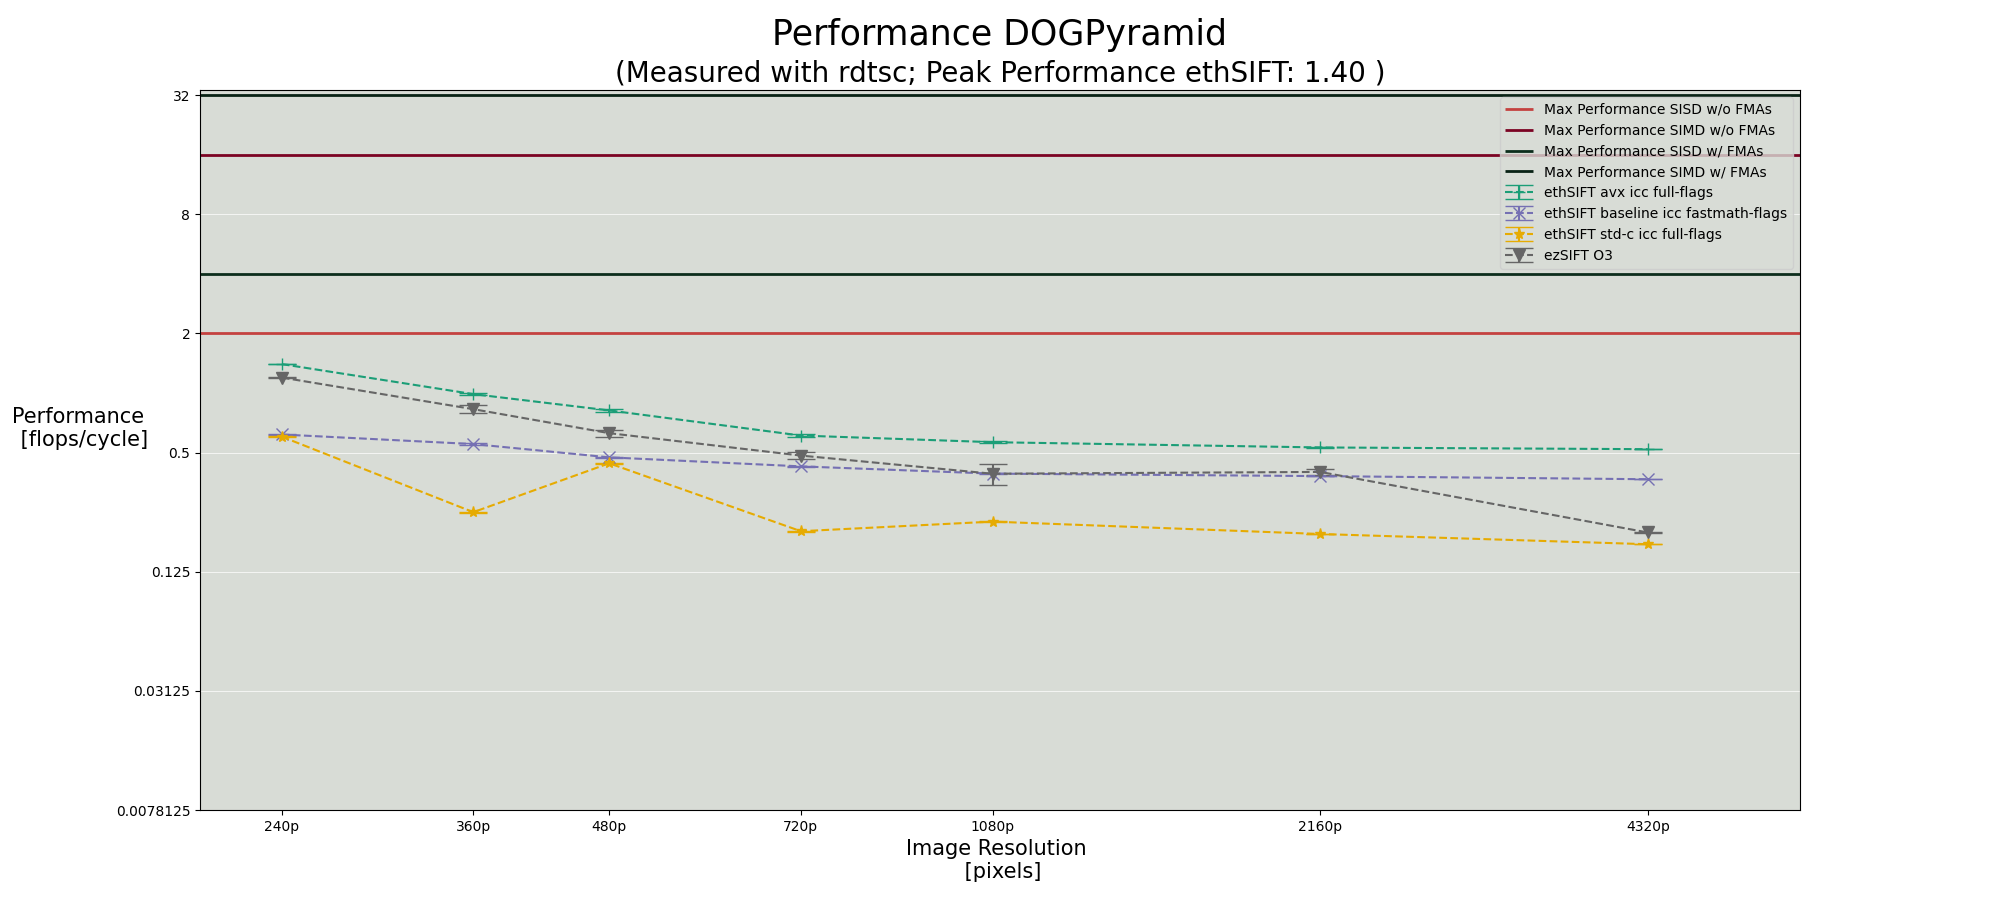 Performance DOGPyramid
(Measured with rdtsc; Peak Performance ethSIFT: 1.40 )
32
8
2
0.5
0.125
0.03125
0.0078125
Performance
[flops/cycle]
Max Performance SISD w/o FMAs
Max Performance SIMD w/o FMAs
Max Performance SISD w/ FMAs
Max Performance SIMD w/ FMAs
ethSIFT avx icc full-flags
ethSIFT baseline icc fastmath-flags
ethSIFT std-c icc full-flags
ezSIFT O3
240p 360p 480p 720p 1080p 2160p 4320p
Image Resolution
[pixels]